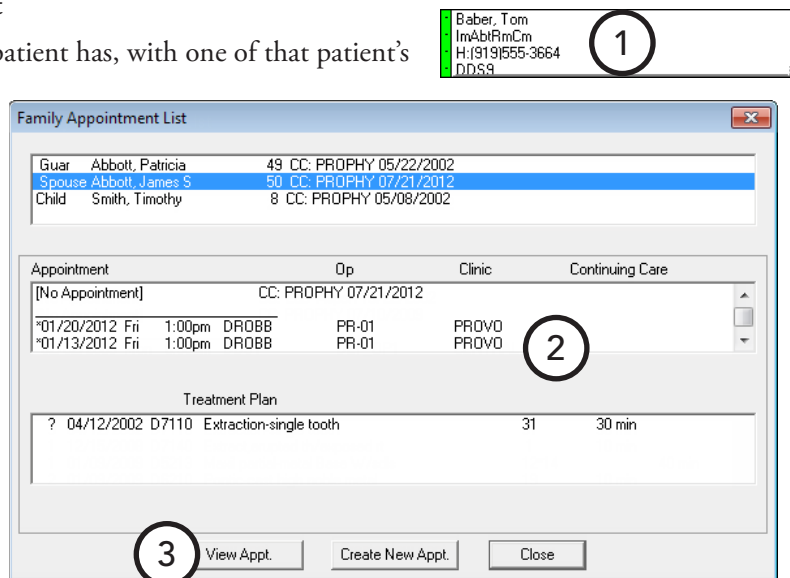 t
patient has, with one of that patient's
Baber, Tom
ImAbtRmCm
H:(919)555-3664
DDS9
1
Family Appointment List
Guar Abbott, Patricia 49 CC: PROPHY 05/22/2002
Spouse Abbott, James S 50 CC: PROPHY 07/21/2012
Child Smith, Timothy 8 CC: PROPHY 05/08/2002
Appointment Op Clinic Continuing Care
[No Appointment] CC: PROPHY 07/21/2012
*01/20/2012 Fri 1:00pm DROBB PR-01 PROVO
*01/13/2012 Fri 1:00pm DROBB PR-01 PROVO
2
Treatment Plan
? 04/12/2002 D7110 Extraction-single tooth 31 30 min
3 View Appt. Create New Appt. Close